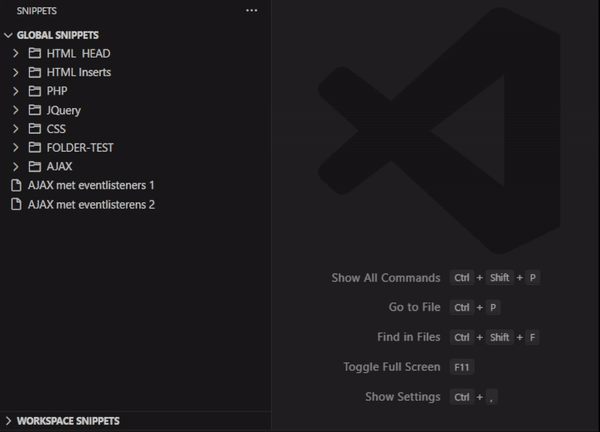 SNIPPETS
GLOBAL SNIPPETS
HTML HEAD
HTML Inserts
PHP
JQuery
CSS
FOLDER-TEST
AJAX
AJAX met eventlisteners 1
AJAX met eventlisterens 2
Show All Commands Ctrl + Shift + P
Go to File Ctrl + P
Find in Files Ctrl + Shift + F
Toggle Full Screen F11
Show Settings Ctrl + ,
WORKSPACE SNIPPETS